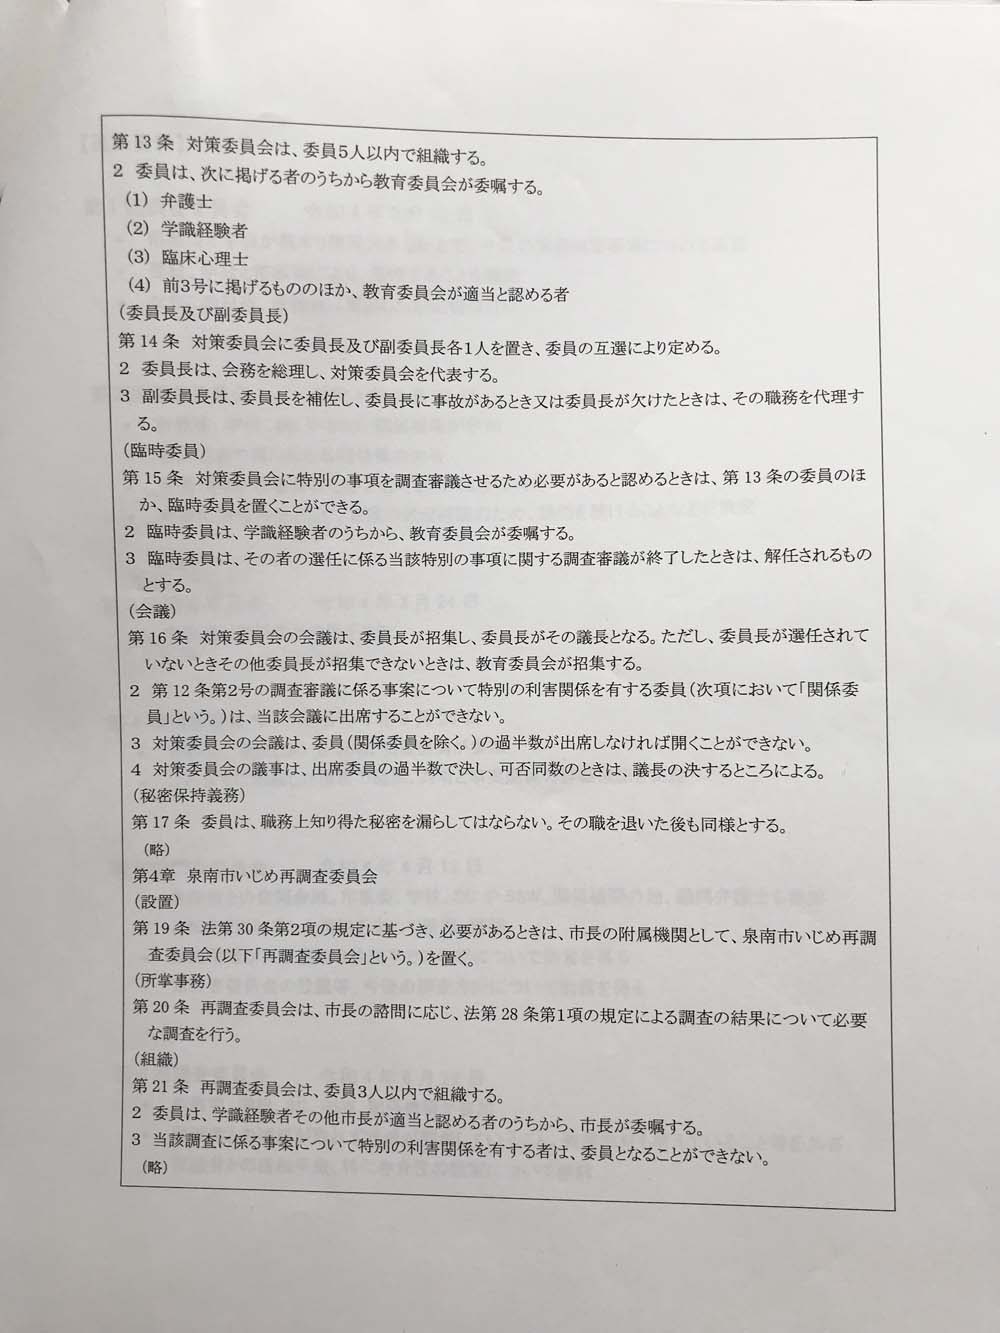 第13条 対策委員会は、委員5人以内で組織する。
2 委員は、次に掲げる者のうちから教育委員会が委嘱する。
(1) 弁護士
(2) 学識経験者
(3) 臨床心理士
(4) 前3号に掲げるもののほか、教育委員会が適当と認める者
(委員長及び副委員長)
第14条 対策委員会に委員長及び副委員長各1人を置き、委員の互選により定める。
2 委員長は、会務を総理し、対策委員会を代表する。
3 副委員長は、委員長を補佐し、委員長に事故があるとき又は委員長が欠けたときは、その職務を代理す
る。
(臨時委員)
第15条 対策委員会に特別の事項を調査審議させるため必要があると認めるときは、第13条の委員のほ
か、臨時委員を置くことができる。
2 臨時委員は、学識経験者のうちから、教育委員会が委嘱する。
3 臨時委員は、その者の選任に係る当該特別の事項に関する調査審議が終了したときは、解任されるもの
とする。
(会議)
第16条 対策委員会の会議は、委員長が招集し、委員長がその議長となる。ただし、委員長が選任されて
いないときその他委員長が招集できないときは、教育委員会が招集する。
2 第12条第2号の調査審議に係る事案について特別の利害関係を有する委員(次項において「関係委
員」という。)は、当該会議に出席することができない。
3 対策委員会の会議は、委員(関係委員を除く。)の過半数が出席しなければ開くことができない。
4 対策委員会の議事は、出席委員の過半数で決し、可否同数のときは、議長の決するところによる。
(秘密保持義務)
第17条 委員は、職務上知り得た秘密を漏らしてはならない。その職を退いた後も同様とする。
(略)
第4章 泉南市いじめ再調査委員会
(設置)
第19条 法第30条第2項の規定に基づき、必要があるときは、市長の附属機関として、泉南市いじめ再調
査委員会(以下「再調査委員会」という。)を置く。
(所掌事務)
第20条 再調査委員会は、市長の諮問に応じ、法第28条第1項の規定による調査の結果について必要
な調査を行う。
(組織)
第21条 再調査委員会は、委員3人以内で組織する。
2 委員は、学識経験者その他市長が適当と認める者のうちから、市長が委嘱する。
3 当該調査に係る事案について特別の利害関係を有する者は、委員となることができない。
(略)